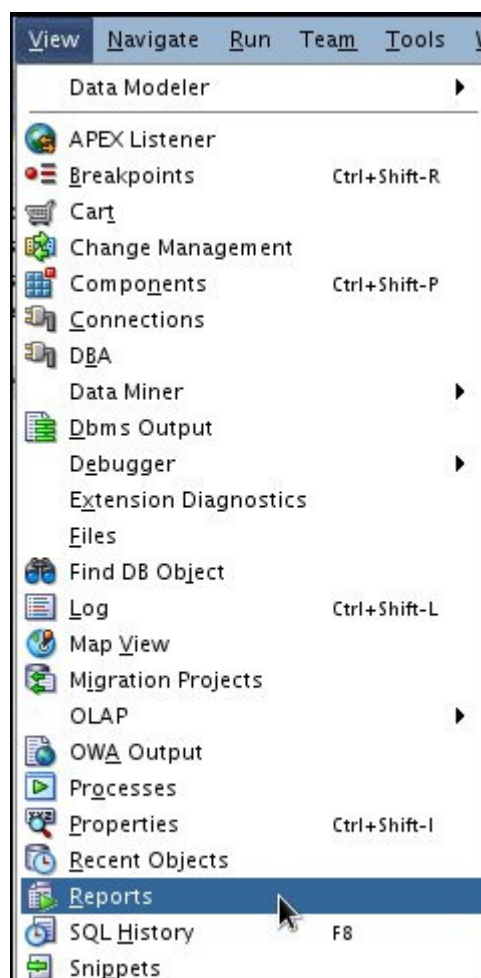 View Navigate Run Team Tools
Data Modeler
APEX Listener
Breakpoints Ctrl+Shift-R
Cart
Change Management
Components Ctrl+Shift-P
Connections
DBA
Data Miner
Dbms Output
Debugger
Extension Diagnostics
Files
Find DB Object
Log Ctrl+Shift-L
Map View
Migration Projects
OLAP
OWA Output
Processes
Properties Ctrl+Shift-I
Recent Objects
Reports
SQL History F8
Snippets